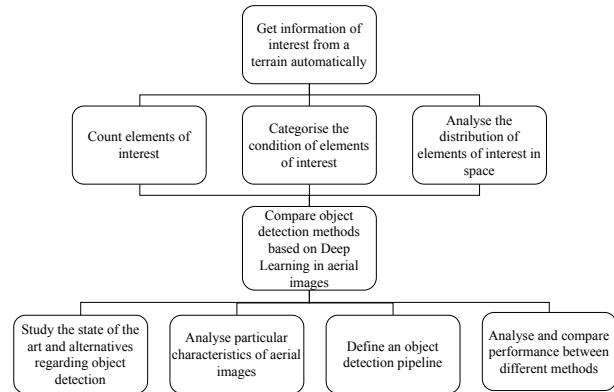 Get information of
interest from a
terrain automatically
Count elements of
interest
Categorise the
condition of elements
of interest
Analyse the
distribution of
elements of interest in
space
Compare object
detection methods
based on Deep
Learning in aerial
images
Study the state of the
art and alternatives
regarding object
detection
Analyse particular
characteristics of aerial
images
Define an object
detection pipeline
Analyse and compare
performance between
different methods